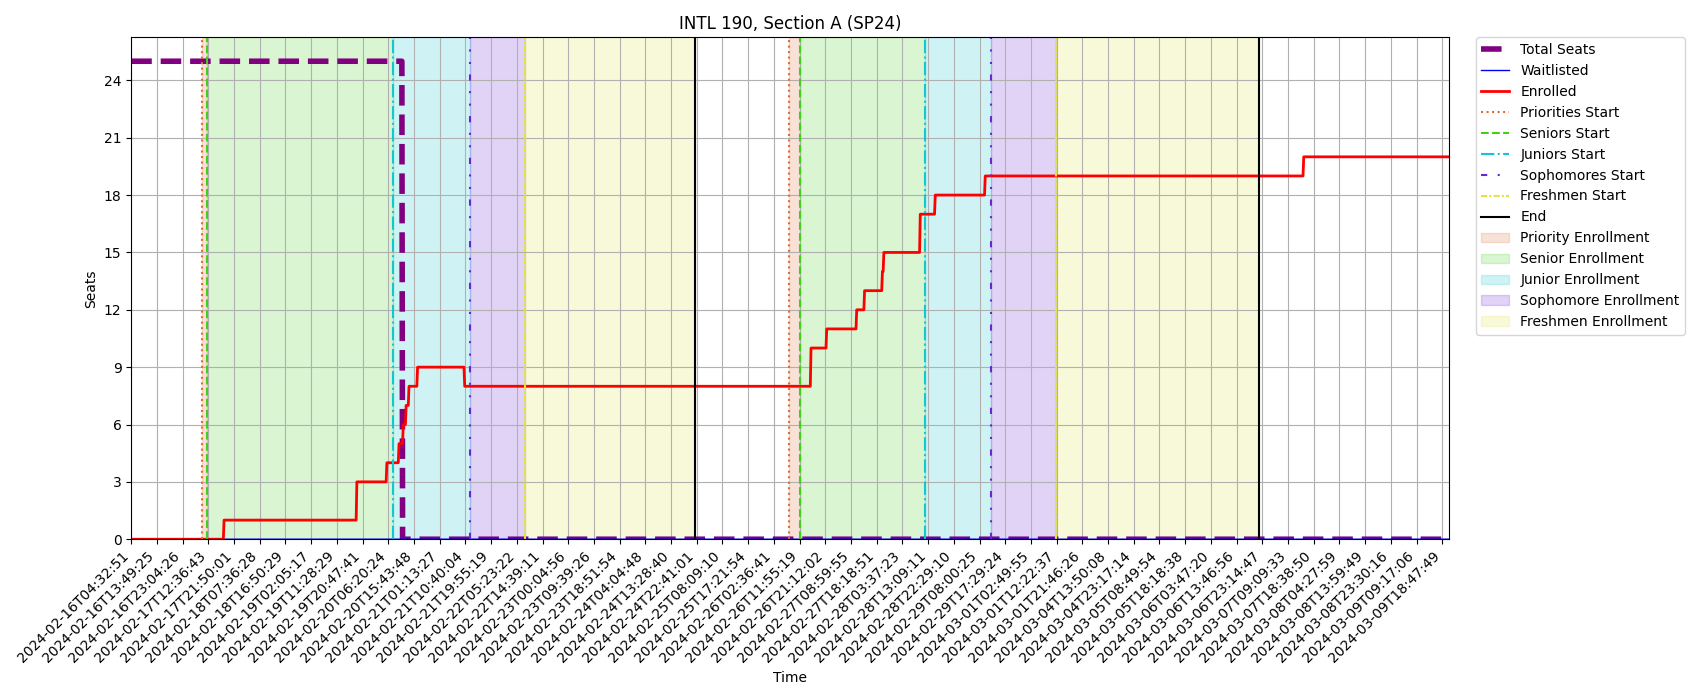 INTL 190, Section A (SP24)
Total Seats
Waitlisted
Enrolled
Priorities Start
Seniors Start
Juniors Start
Sophomores Start
Freshmen Start
End
Priority Enrollment
Senior Enrollment
Junior Enrollment
Sophomore Enrollment
Freshmen Enrollment
Seats
24
21
18
15
12
9
6
3
0
2024-02-16T04:32:51
2024-02-16T13:49:25
2024-02-16T23:04:26
2024-02-17T12:36:43
2024-02-17T21:50:01
2024-02-18T07:36:28
2024-02-18T16:50:29
2024-02-19T02:05:17
2024-02-19T11:28:29
2024-02-19T20:47:41
2024-02-20T06:20:24
2024-02-20T15:43:48
2024-02-21T01:13:27
2024-02-21T10:40:04
2024-02-21T19:55:19
2024-02-22T05:23:22
2024-02-22T14:39:11
2024-02-23T00:04:56
2024-02-23T09:39:26
2024-02-23T18:51:54
2024-02-24T04:04:48
2024-02-24T13:28:40
2024-02-24T22:41:01
2024-02-25T08:09:10
2024-02-25T17:21:54
2024-02-26T02:36:41
2024-02-26T11:55:19
2024-02-26T21:12:02
2024-02-27T08:59:55
2024-02-27T18:18:51
2024-02-28T03:37:23
2024-02-28T13:09:11
2024-02-28T22:29:10
2024-02-29T08:00:25
2024-02-29T17:29:24
2024-03-01T02:49:55
2024-03-01T12:22:37
2024-03-01T21:46:26
2024-03-04T13:50:08
2024-03-04T23:17:14
2024-03-05T08:49:54
2024-03-05T18:18:38
2024-03-06T03:47:20
2024-03-06T13:46:56
2024-03-06T23:14:47
2024-03-07T09:09:33
2024-03-07T18:38:50
2024-03-08T04:27:59
2024-03-08T13:59:49
2024-03-08T23:30:16
2024-03-09T09:17:06
2024-03-09T18:47:49
Time